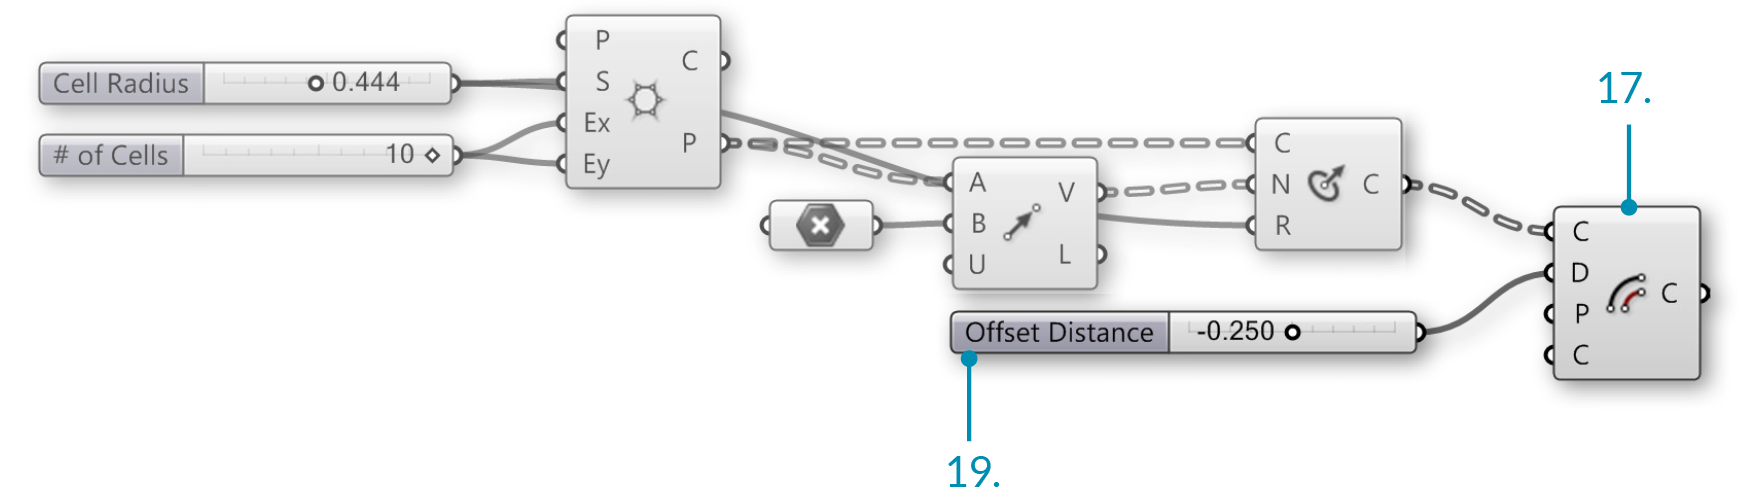 Cell Radius 0.444
# of Cells 10
P
S
Ex
Ey
C
P
A
B
U
V
L
C
N
R
C
Offset Distance -0.250
17.
C
D
P
C
C
19.